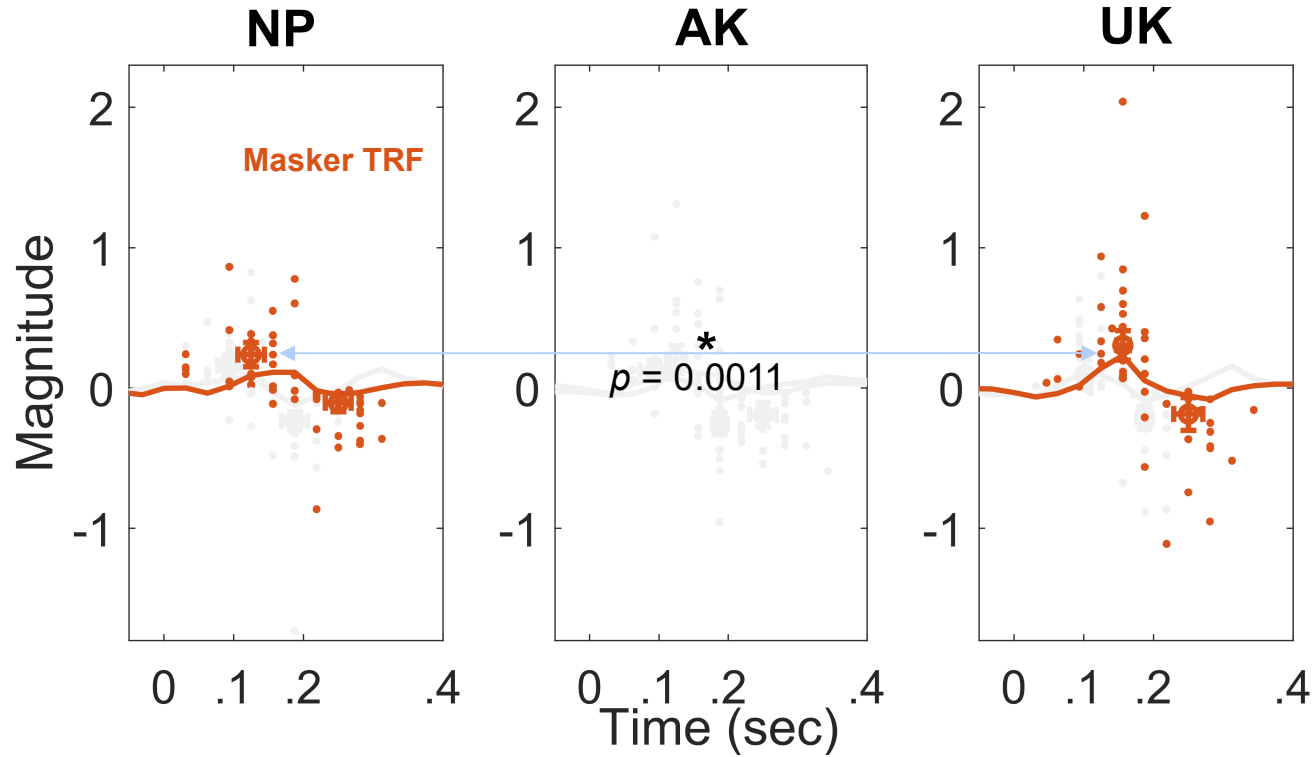 NP AK UK
2 2 2
Masker TRF
1 1 1
*
p = 0.0011
0 0 0
-1 -1 -1
Magnitude
0 .1 .2 .4 0 .1 .2 .4 0 .1 .2 .4
Time (sec)